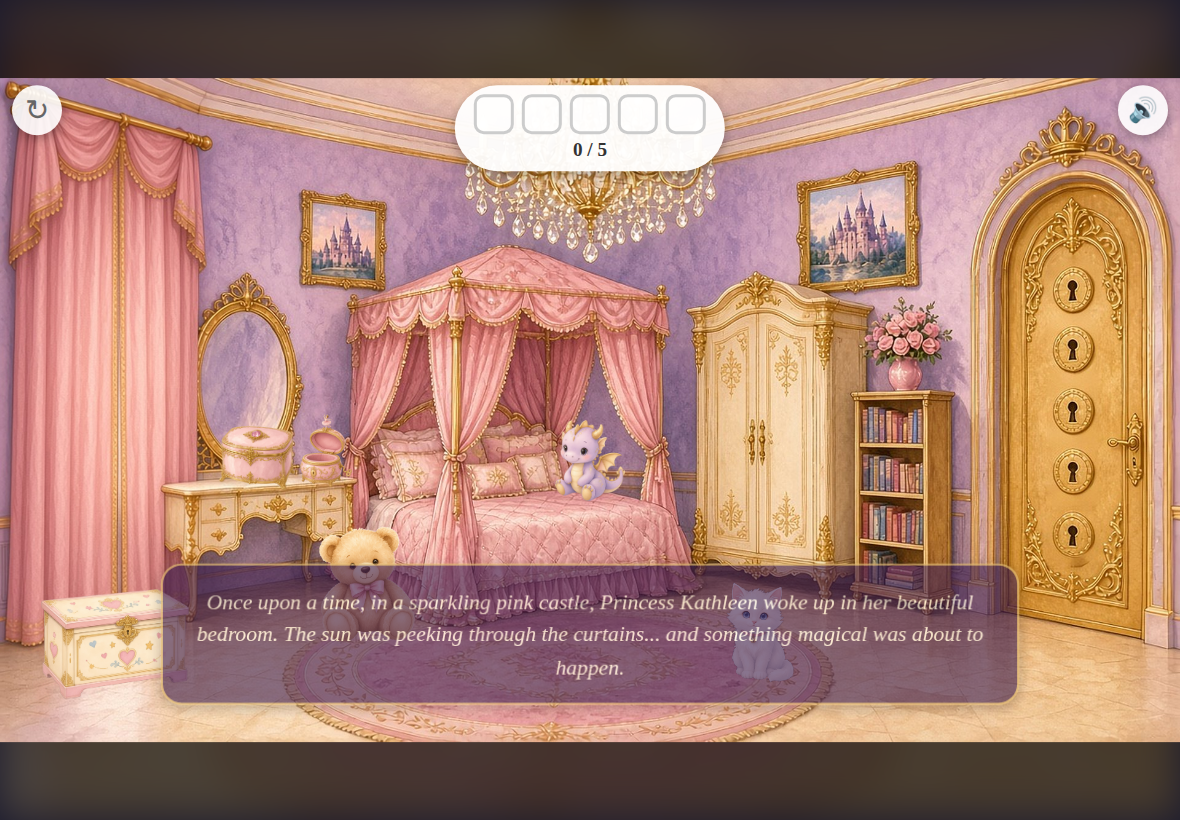 0 / 5
Once upon a time, in a sparkling pink castle, Princess Kathleen woke up in her beautiful
bedroom. The sun was peeking through the curtains... and something magical was about to
happen.